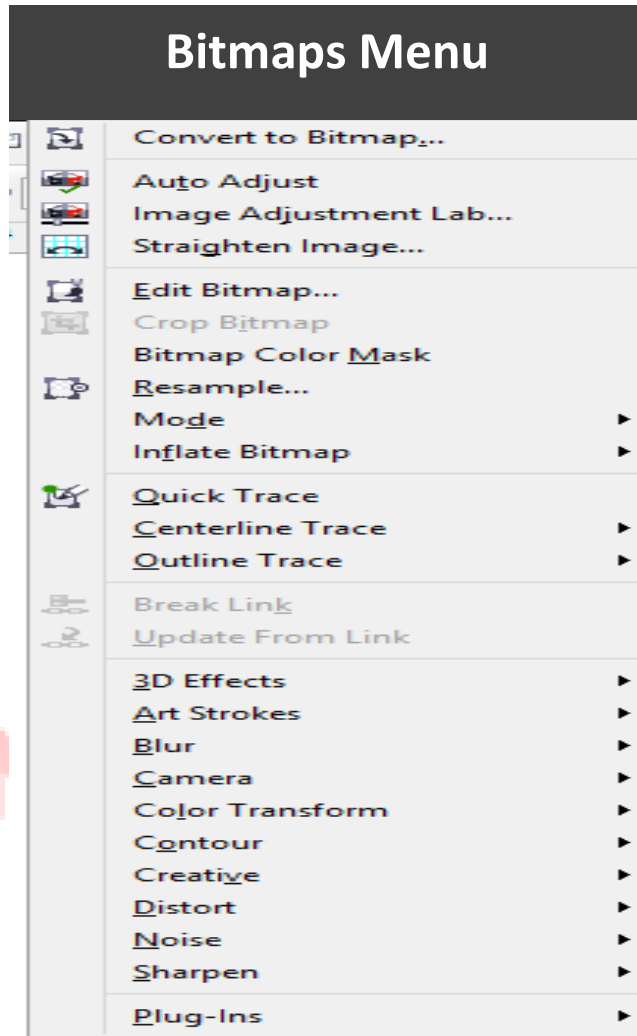 Bitmaps Menu
Convert to Bitmap...
Auto Adjust
Image Adjustment Lab...
Straighten Image...
Edit Bitmap...
Crop Bitmap
Bitmap Color Mask
Resample...
Mode
Inflate Bitmap
Quick Trace
Centerline Trace
Outline Trace
Break Link
Update From Link
3D Effects
Art Strokes
Blur
Camera
Color Transform
Contour
Creative
Distort
Noise
Sharpen
Plug-Ins